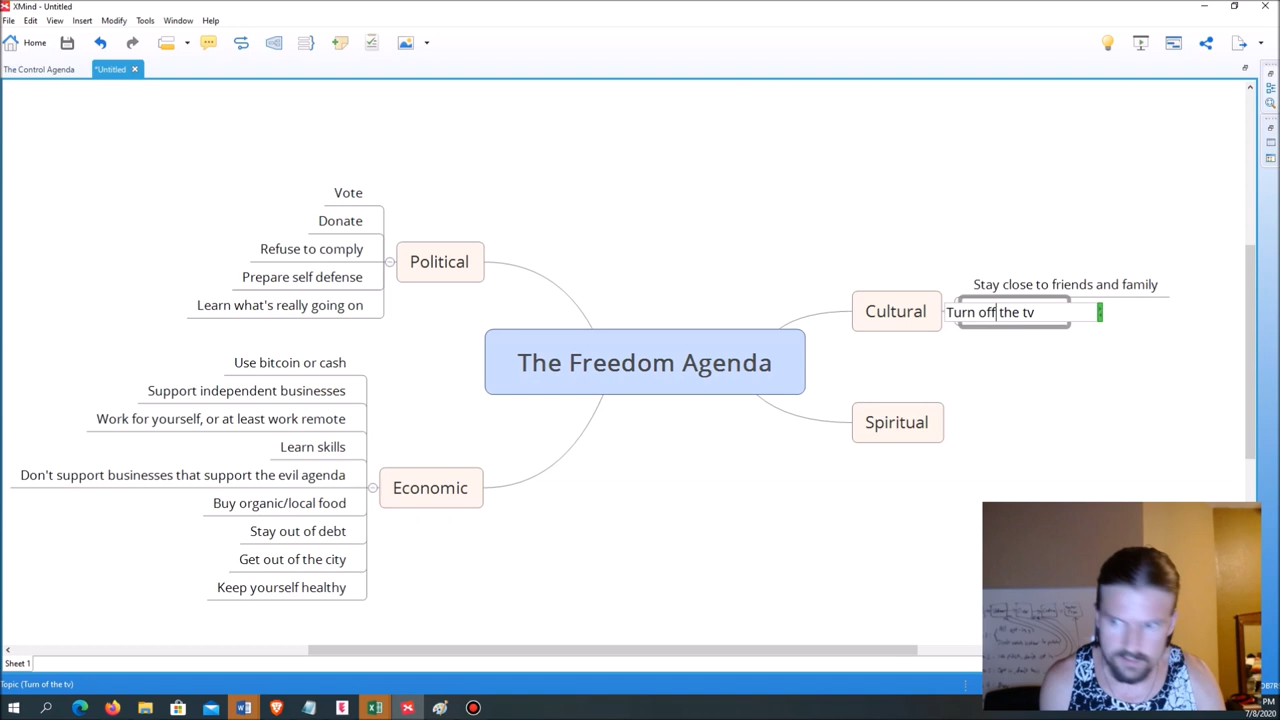 XMind - Untitled
File Edit View Insert Modify Tools Window Help
Home
The Control Agenda
*Untitled
Vote
Donate
Refuse to comply
Prepare self defense
Learn what's really going on
Political
Stay close to friends and family
Turn off the tv
Cultural
The Freedom Agenda
Spiritual
Use bitcoin or cash
Support independent businesses
Work for yourself, or at least work remote
Learn skills
Don't support businesses that support the evil agenda
Buy organic/local food
Stay out of debt
Get out of the city
Keep yourself healthy
Economic
Sheet 1
Topic (Turn of the tv)
PM
7/8/2020